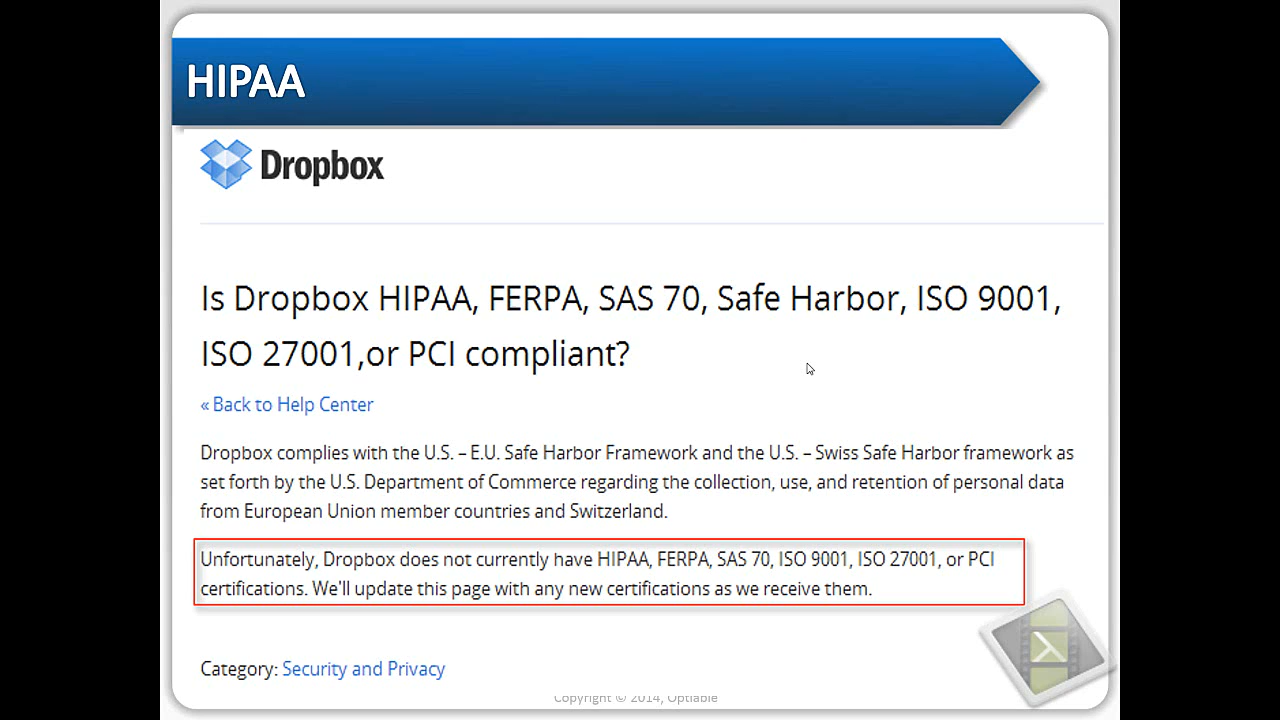 HIPAA
Dropbox
Is Dropbox HIPAA, FERPA, SAS 70, Safe Harbor, ISO 9001,
ISO 27001,or PCI compliant?
« Back to Help Center
Dropbox complies with the U.S. – E.U. Safe Harbor Framework and the U.S. – Swiss Safe Harbor framework as
set forth by the U.S. Department of Commerce regarding the collection, use, and retention of personal data
from European Union member countries and Switzerland.
Unfortunately, Dropbox does not currently have HIPAA, FERPA, SAS 70, ISO 9001, ISO 27001, or PCI
certifications. We'll update this page with any new certifications as we receive them.
Category: Security and Privacy
Copyright © 2014, Optiable